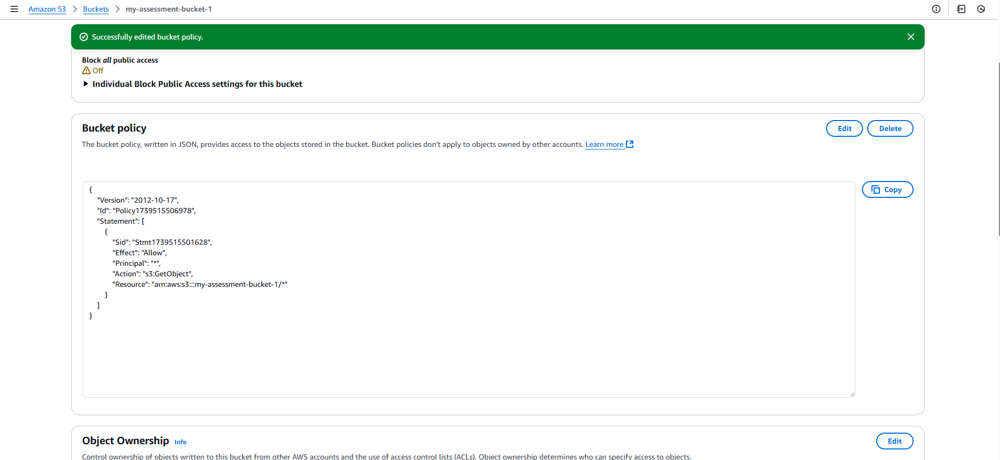 Amazon S3 > Buckets > my-assessment-bucket-1
Successfully edited bucket policy.
Block all public access
Off
Individual Block Public Access settings for this bucket
Bucket policy
Edit
Delete
The bucket policy, written in JSON, provides access to the objects stored in the bucket. Bucket policies don't apply to objects owned by other accounts. Learn more
Copy
{
"Version": "2012-10-17",
"Id": "Policy1739515506978",
"Statement": [
{
"Sid": "Stmt1739515501628",
"Effect": "Allow",
"Principal": "*",
"Action": "s3:GetObject",
"Resource": "arn:aws:s3:::my-assessment-bucket-1/*"
}
]
}
Object Ownership Info
Edit
Control ownership of objects written to this bucket from other AWS accounts and the use of access control lists (ACLs). Object ownership determines who can specify access to objects.